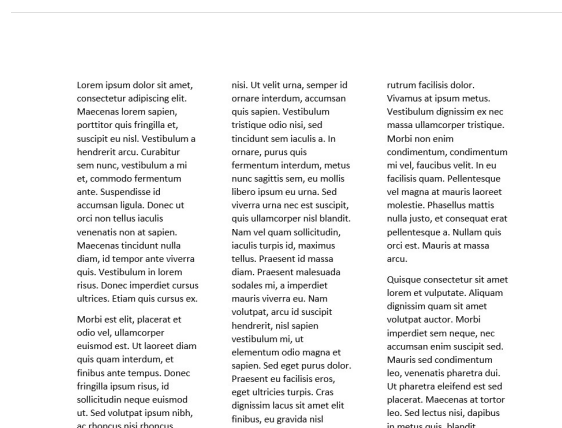 Lorem ipsum dolor sit amet,
consectetur adipiscing elit.
Maecenas lorem sapien,
porttitor quis fringilla et,
suscipit eu nisl. Vestibulum a
hendrerit arcu. Curabitur
sem nunc, vestibulum a mi
et, commodo fermentum
ante. Suspendisse id
accumsan ligula. Donec ut
orci non tellus iaculis
venenatis non at sapien.
Maecenas tincidunt nulla
diam, id tempor ante viverra
quis. Vestibulum in lorem
risus. Donec imperdiet cursus
ultrices. Etiam quis cursus ex.
Morbi est elit, placerat et
odio vel, ullamcorper
euismod est. Ut laoreet diam
quis quam interdum, et
finibus ante tempus. Donec
fringilla ipsum risus, id
sollicitudin neque euismod
ut. Sed volutpat ipsum nibh,
ac rhoncus nisi rhoncus
nisi. Ut velit urna, semper id
ornare interdum, accumsan
quis sapien. Vestibulum
tristique odio nisi, sed
tincidunt sem iaculis a. In
ornare, purus quis
fermentum interdum, metus
nunc sagittis sem, eu mollis
libero ipsum eu urna. Sed
viverra urna nec est suscipit,
quis ullamcorper nisl blandit.
Nam vel quam sollicitudin,
iaculis turpis id, maximus
tellus. Praesent id massa
diam. Praesent malesuada
sodales mi, a imperdiet
mauris viverra eu. Nam
volutpat, arcu id suscipit
hendrerit, nisl sapien
vestibulum mi, ut
elementum odio magna et
sapien. Sed eget purus dolor.
Praesent eu facilisis eros,
eget ultricies turpis. Cras
dignissim lacus sit amet elit
finibus, eu gravida nisl
rutrum facilisis dolor.
Vivamus at ipsum metus.
Vestibulum dignissim ex nec
massa ullamcorper tristique.
Morbi non enim
condimentum, condimentum
mi vel, faucibus velit. In eu
facilisis quam. Pellentesque
vel magna at mauris laoreet
molestie. Phasellus mattis
nulla justo, et consequat erat
pellentesque a. Nullam quis
orci est. Mauris at massa
arcu.
Quisque consectetur sit amet
lorem et vulputate. Aliquam
dignissim quam sit amet
volutpat auctor. Morbi
imperdiet sem neque, nec
accumsan enim suscipit sed.
Mauris sed condimentum
leo, venenatis pharetra dui.
Ut pharetra eleifend est sed
placerat. Maecenas at tortor
leo. Sed lectus nisi, dapibus
in metus quis, blandit